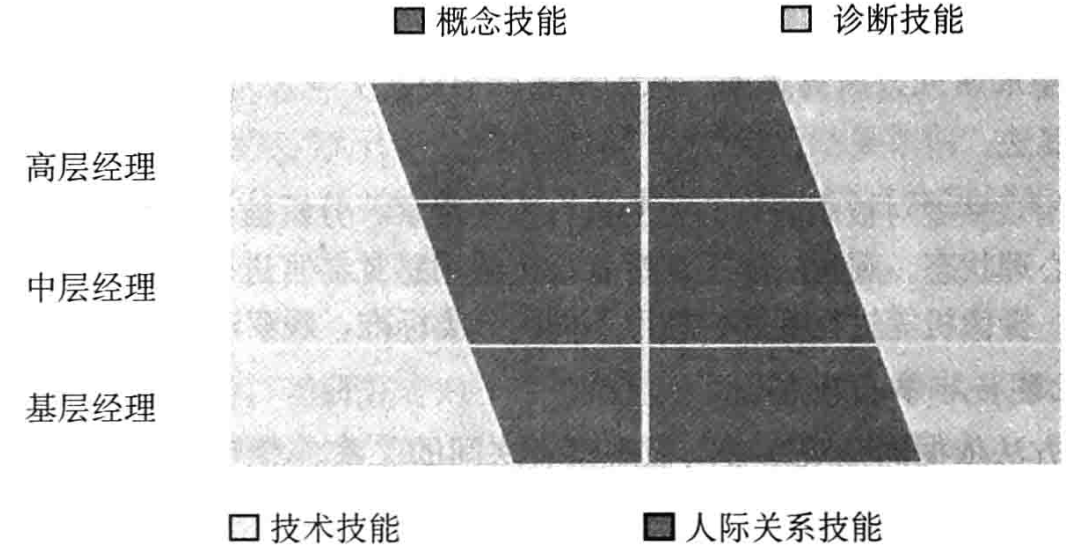 概念技能 诊断技能
高层经理
中层经理
基层经理
技术技能 人际关系技能